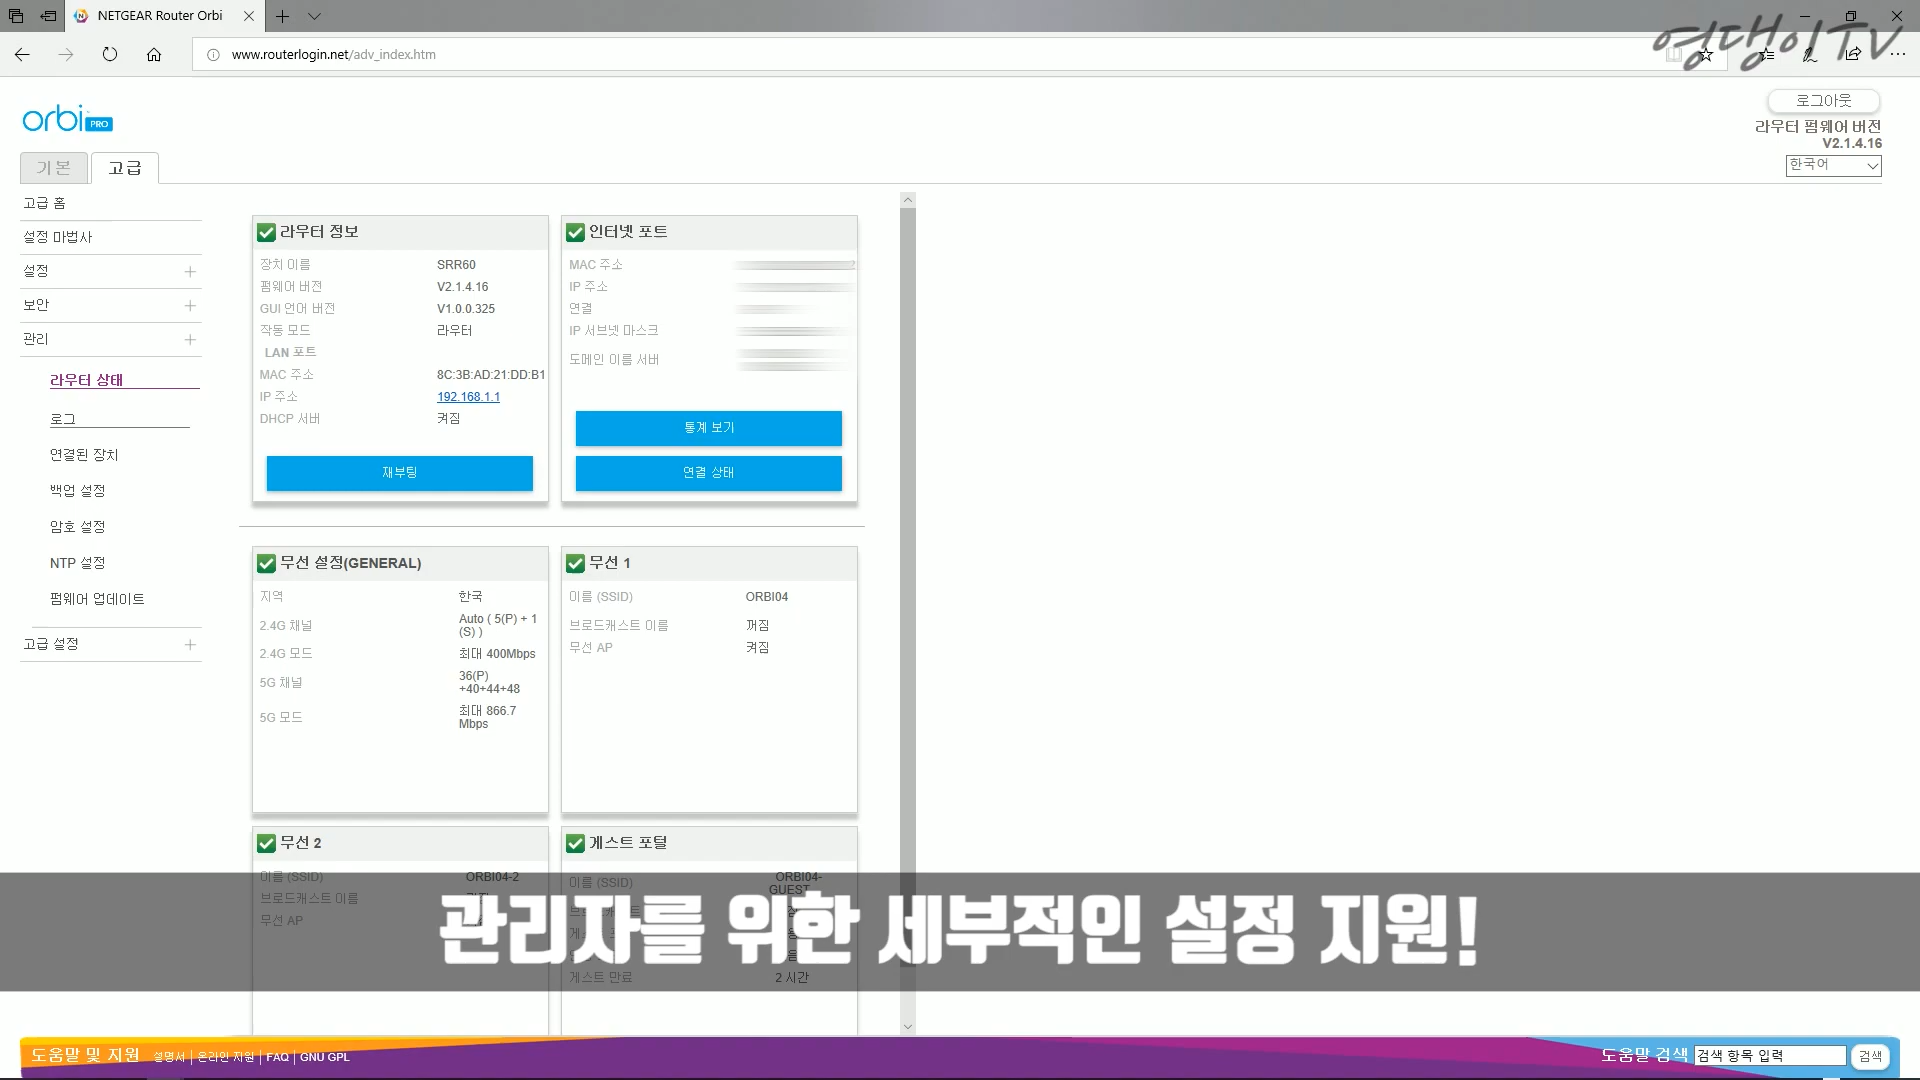 NETGEAR Router Orbi
www.routerlogin.net/adv_index.htm
영댕이TV
orbi PRO
로그아웃
라우터 펌웨어 버전
V2.1.4.16
한국어
기본
고급
고급 홈
설정 마법사
설정
보안
관리
라우터 상태
로그
연결된 장치
백업 설정
암호 설정
NTP 설정
펌웨어 업데이트
고급 설정
라우터 정보
장치 이름 SRR60
펌웨어 버전 V2.1.4.16
GUI 언어 버전 V1.0.0.325
작동 모드 라우터
LAN 포트
MAC 주소 8C:3B:AD:21:DD:B1
IP 주소 192.168.1.1
DHCP 서버 켜짐
재부팅
인터넷 포트
MAC 주소
IP 주소
연결
IP 서브넷 마스크
도메인 이름 서버
통계 보기
연결 상태
무선 설정(GENERAL)
지역 한국
2.4G 채널 Auto ( 5(P) + 1
(S) )
2.4G 모드 최대 400Mbps
5G 채널 36(P)
+40+44+48
5G 모드 최대 866.7
Mbps
무선 1
이름 (SSID) ORBI04
브로드캐스트 이름 꺼짐
무선 AP 켜짐
무선 2
이름 (SSID) ORBI04-2
브로드캐스트 이름
무선 AP
게스트 포털
이름 (SSID) ORBI04-
GUEST
게스트 만료 2 시간
관리자를 위한 세부적인 설정 지원!
도움말 및 지원 설명서 | 온라인 지원 | FAQ | GNU GPL
도움말 검색 검색 항목 입력 검색